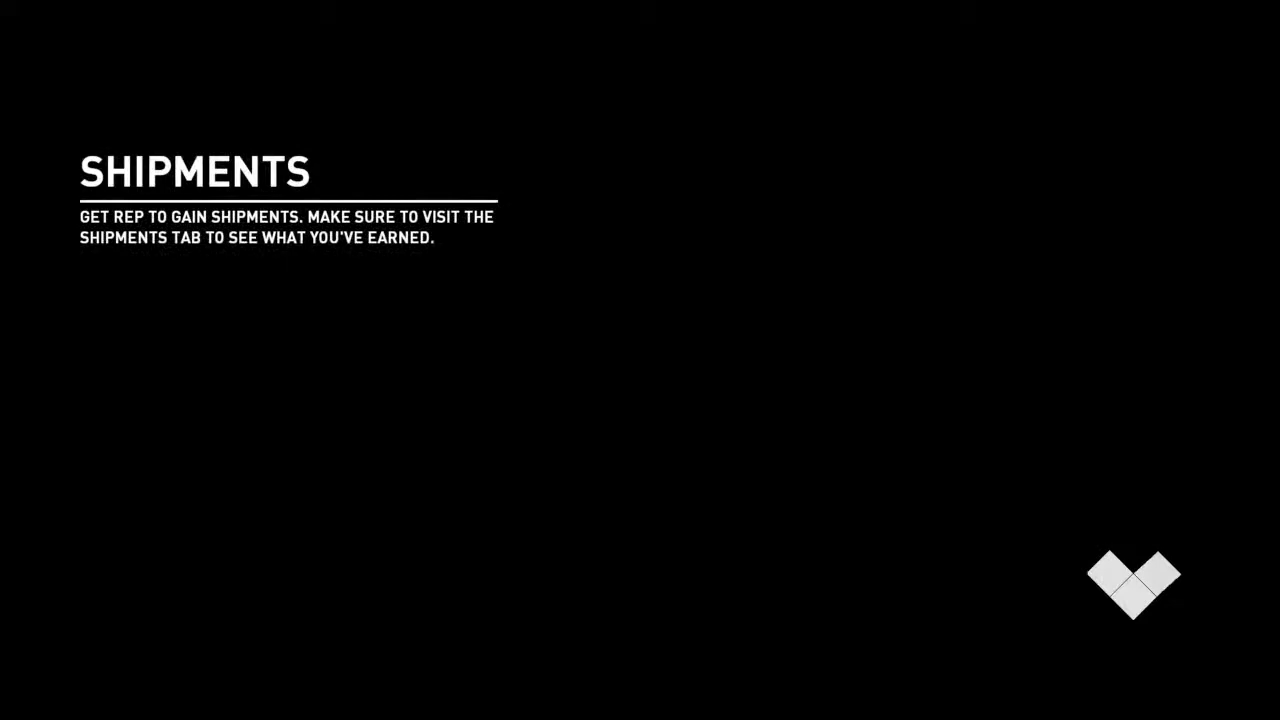 SHIPMENTS
GET REP TO GAIN SHIPMENTS. MAKE SURE TO VISIT THE
SHIPMENTS TAB TO SEE WHAT YOU'VE EARNED.